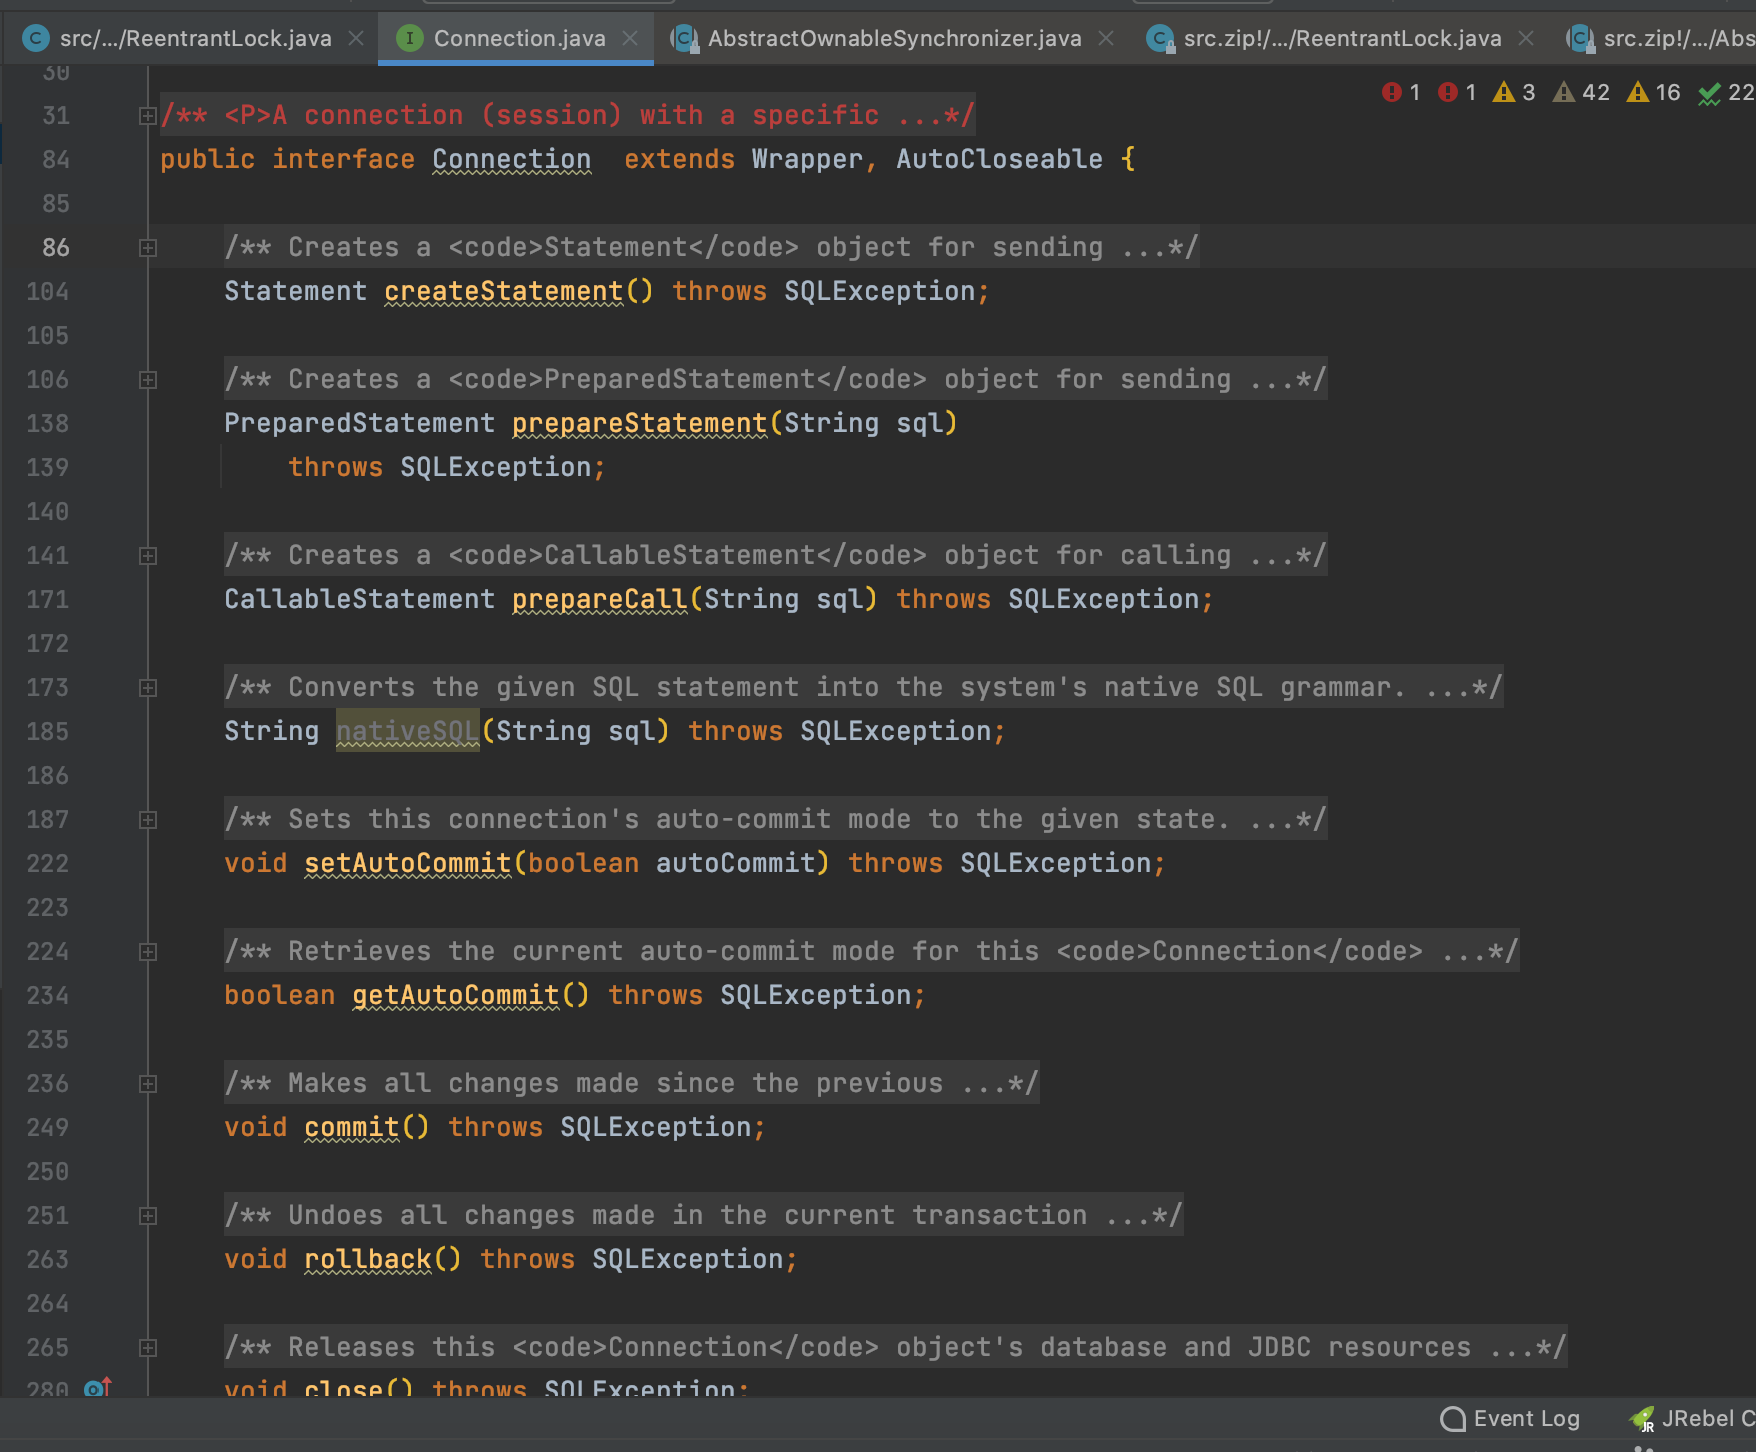 src/.../ReentrantLock.java Connection.java AbstractOwnableSynchronizer.java src.zip!/.../ReentrantLock.java src.zip!/.../Abs
30
1 1 3 42 16 22
31 /** <P>A connection (session) with a specific ...*/
84 public interface Connection  extends Wrapper, AutoCloseable {
85
86 /** Creates a <code>Statement</code> object for sending ...*/
104 Statement createStatement() throws SQLException;
105
106 /** Creates a <code>PreparedStatement</code> object for sending ...*/
138 PreparedStatement prepareStatement(String sql)
139 throws SQLException;
140
141 /** Creates a <code>CallableStatement</code> object for calling ...*/
171 CallableStatement prepareCall(String sql) throws SQLException;
172
173 /** Converts the given SQL statement into the system's native SQL grammar. ...*/
185 String nativeSQL(String sql) throws SQLException;
186
187 /** Sets this connection's auto-commit mode to the given state. ...*/
222 void setAutoCommit(boolean autoCommit) throws SQLException;
223
224 /** Retrieves the current auto-commit mode for this <code>Connection</code> ...*/
234 boolean getAutoCommit() throws SQLException;
235
236 /** Makes all changes made since the previous ...*/
249 void commit() throws SQLException;
250
251 /** Undoes all changes made in the current transaction ...*/
263 void rollback() throws SQLException;
264
265 /** Releases this <code>Connection</code> object's database and JDBC resources ...*/
280 void close() throws SQLException;
Event Log JRebel C